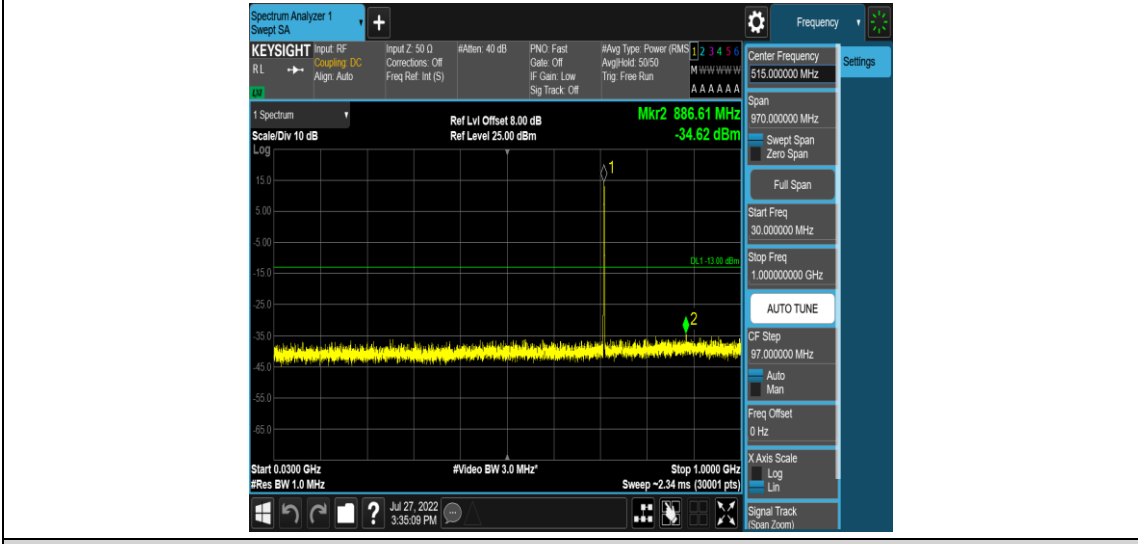 Spectrum Analyzer 1
Swept SA
Frequency
KEYSIGHT
RL
LXI
Input: RF
Coupling: DC
Align: Auto
Input Z: 50 Ω
Corrections: Off
Freq Ref: Int (S)
#Atten: 40 dB
PNO: Fast
Gate: Off
IF Gain: Low
Sig Track: Off
#Avg Type: Power (RMS
Avg|Hold: 50/50
Trig: Free Run
1 2 3 4 5 6
M W W W W W
A A A A A A
1 Spectrum
Scale/Div 10 dB
Log
Ref Lvl Offset 8.00 dB
Ref Level 25.00 dBm
Mkr2 886.61 MHz
-34.62 dBm
15.0
5.00
-5.00
-15.0
-25.0
-35.0
-45.0
-55.0
-65.0
1
DL1 -13.00 dBm
2
Start 0.0300 GHz
#Res BW 1.0 MHz
#Video BW 3.0 MHz*
Stop 1.0000 GHz
Sweep ~2.34 ms (30001 pts)
Jul 27, 2022
3:35:09 PM
Center Frequency
515.000000 MHz
Settings
Span
970.000000 MHz
Swept Span
Zero Span
Full Span
Start Freq
30.000000 MHz
Stop Freq
1.000000000 GHz
AUTO TUNE
CF Step
97.000000 MHz
Auto
Man
Freq Offset
0 Hz
X Axis Scale
Log
Lin
Signal Track
(Span Zoom)